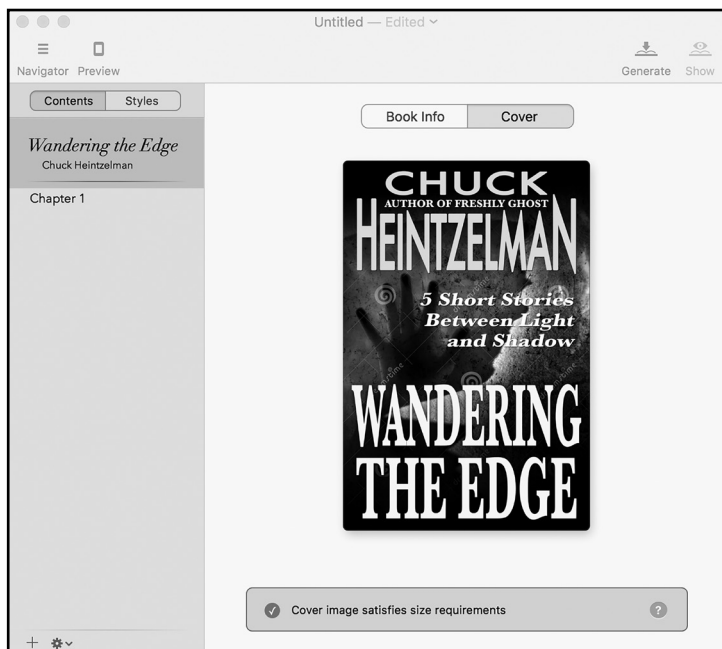 Untitled — Edited
Navigator Preview
Generate Show
Contents Styles
Book Info Cover
Wandering the Edge
Chuck Heintzelman
Chapter 1
CHUCK
AUTHOR OF FRESHLY GHOST
HEINTZELMAN
5 Short Stories
Between Light
and Shadow
WANDERING
THE EDGE
Cover image satisfies size requirements
?